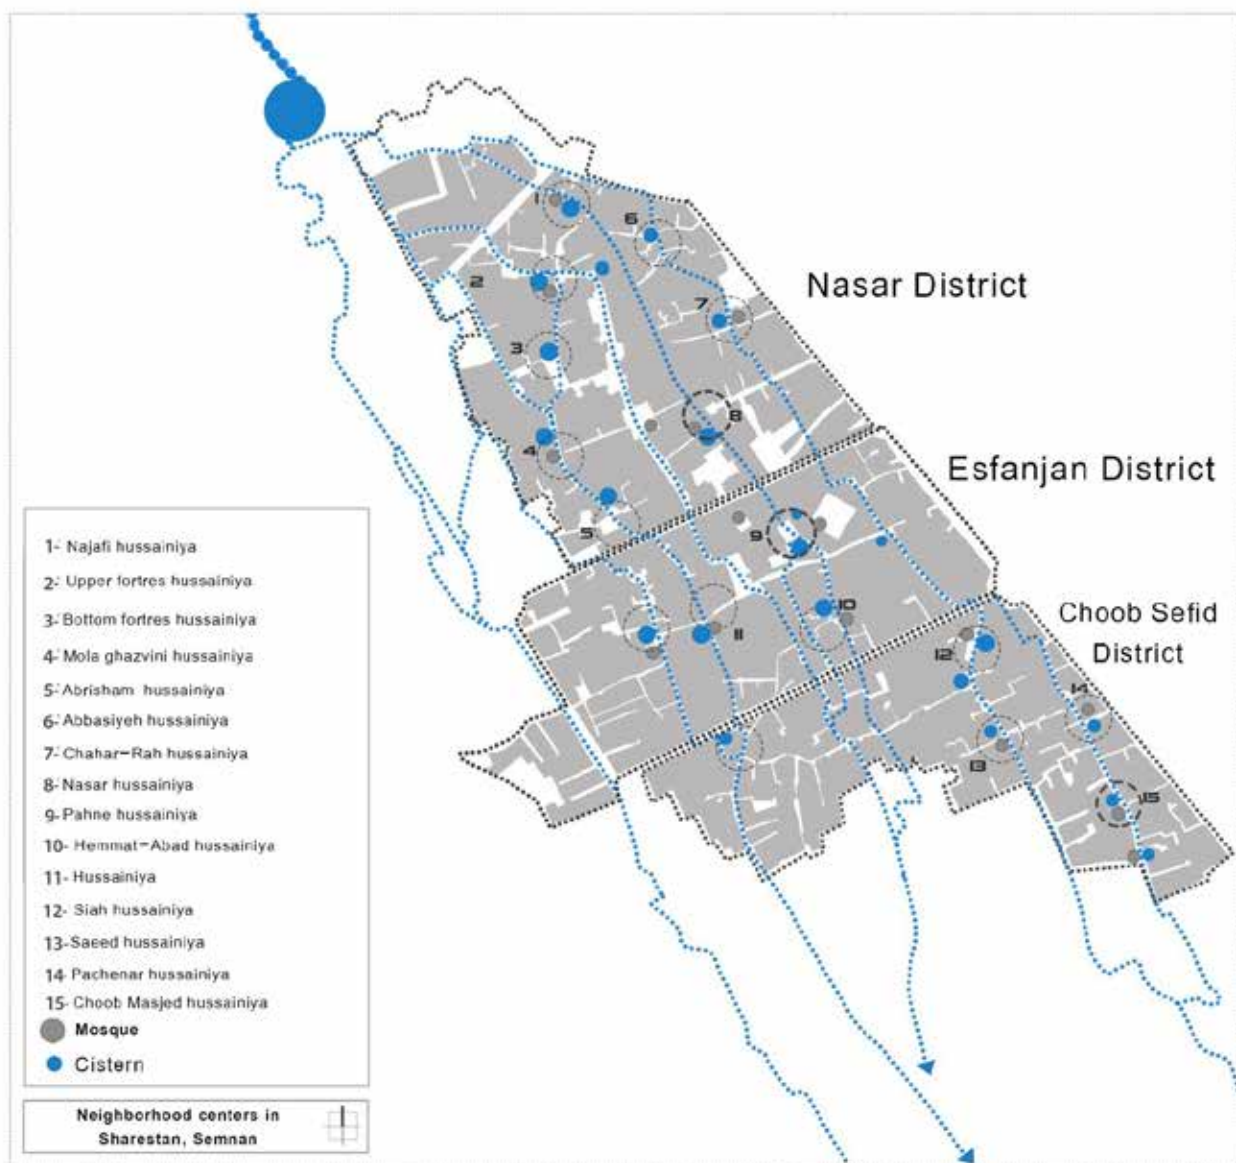 1
6
Nasar District
2
7
3
8
4
Esfanjan District
5
9
10
11
Choob Sefid
District
12
14
13
15
1- Najafi hussainiya
2- Upper fortres hussainiya
3- Bottom fortres hussainiya
4- Mola ghazvini hussainiya
5- Abrisham hussainiya
6- Abbasiyeh hussainiya
7- Chahar-Rah hussainiya
8- Nasar hussainiya
9- Pahne hussainiya
10- Hemmat-Abad hussainiya
11- Hussainiya
12- Siah hussainiya
13- Saeed hussainiya
14- Pachenar hussainiya
15- Choob Masjed hussainiya
Mosque
Cistern
Neighborhood centers in
Sharestan, Semnan